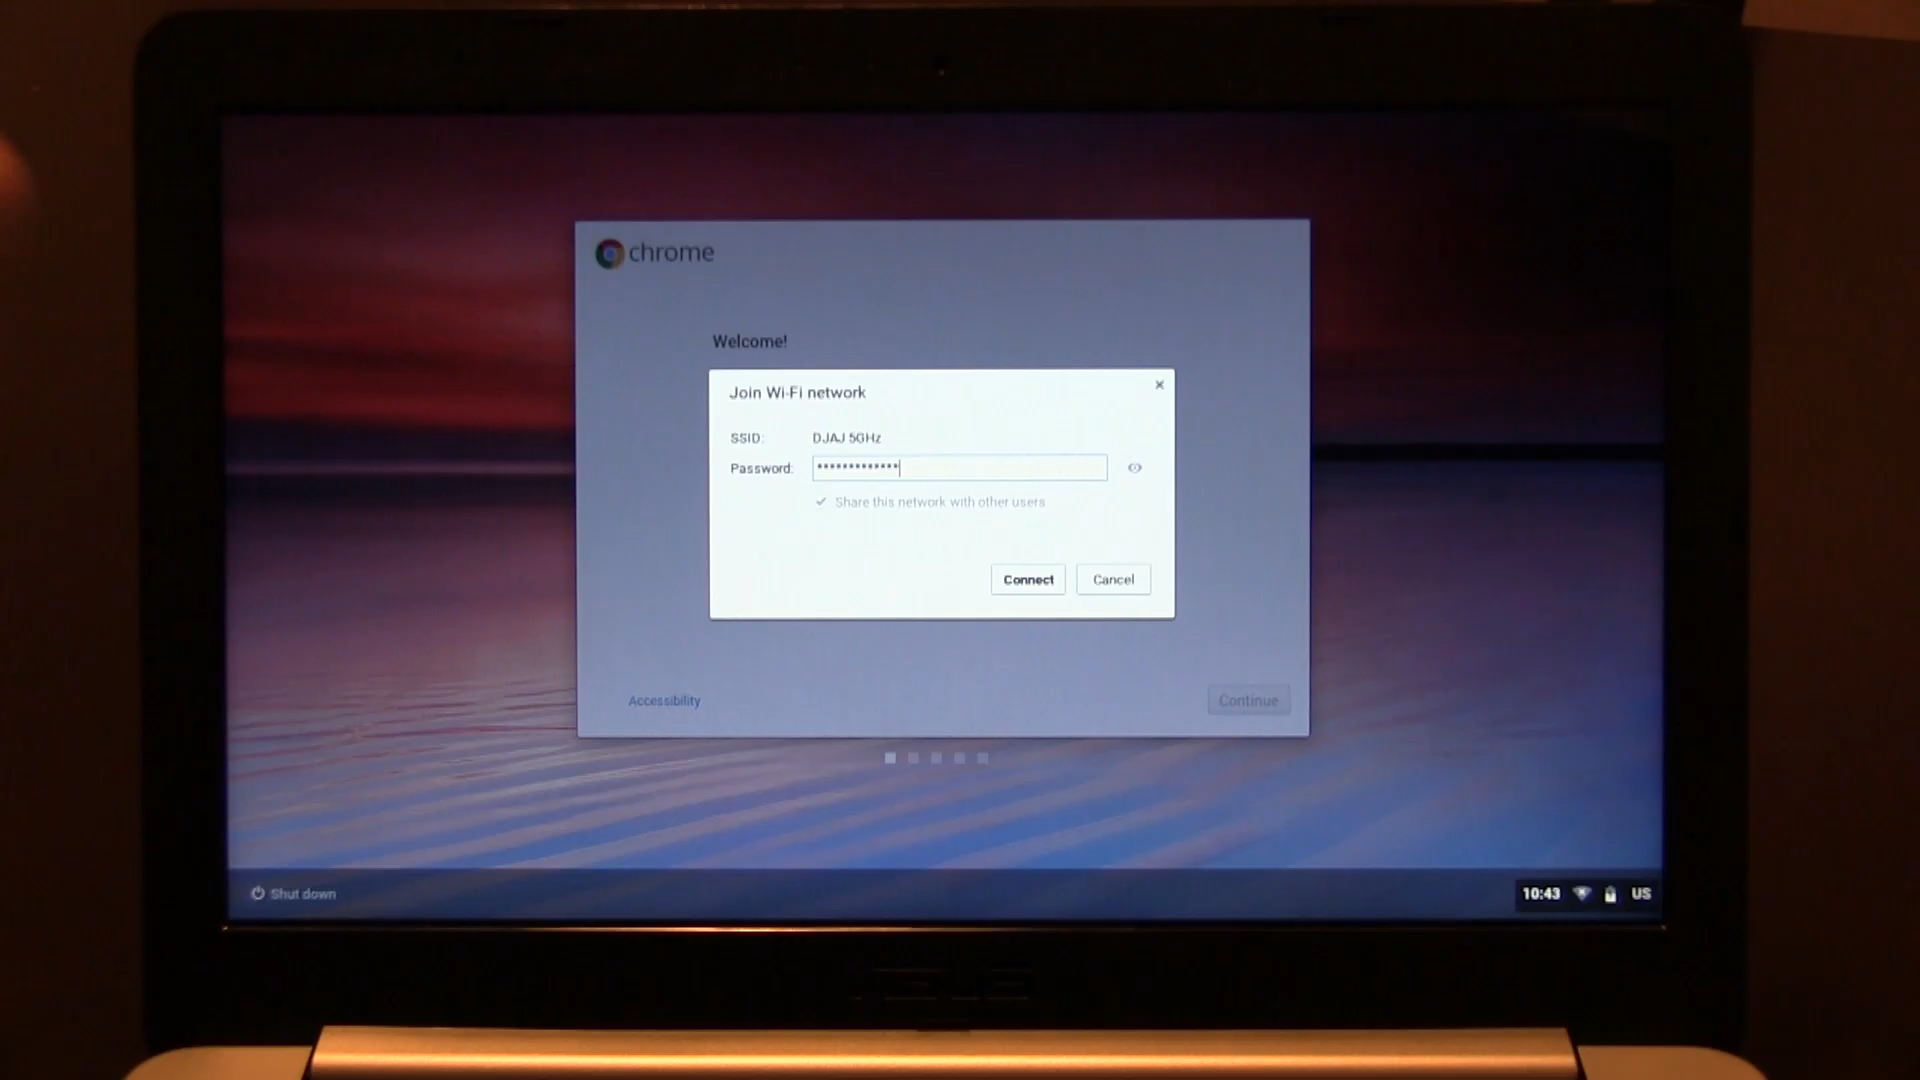 chrome
Welcome!
Join Wi-Fi network
×
SSID: DJAJ 5GHz
Password: *************
✓ Share this network with other users
Connect Cancel
Accessibility Continue
Shut down 10:43 US